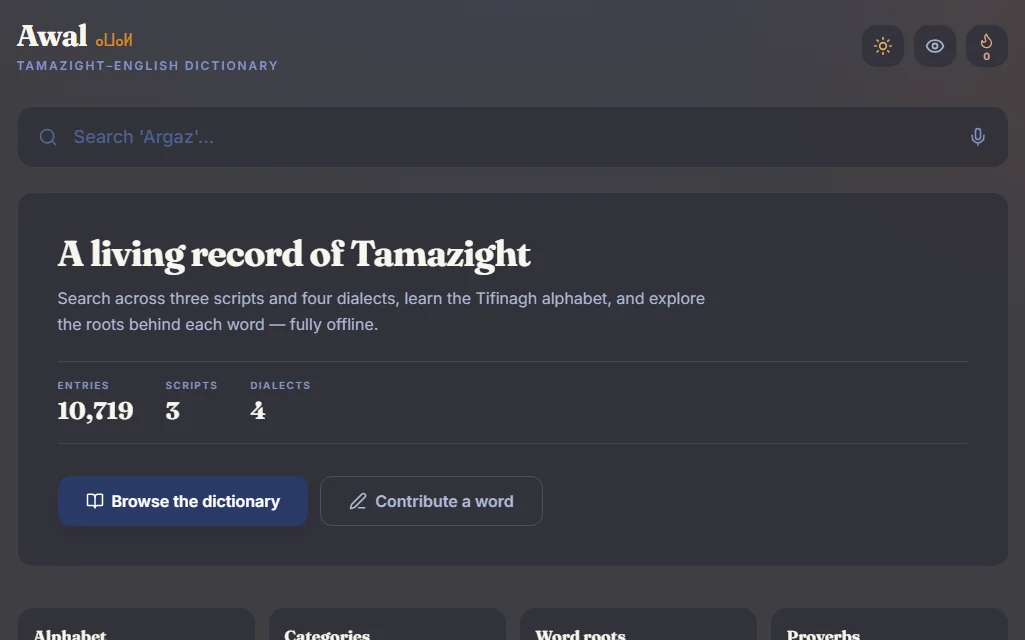 Awal ⴰⵡⴰⵍ
TAMAZIGHT–ENGLISH DICTIONARY
0
Search 'Argaz'...
A living record of Tamazight
Search across three scripts and four dialects, learn the Tifinagh alphabet, and explore
the roots behind each word — fully offline.
ENTRIES SCRIPTS DIALECTS
10,719 3 4
Browse the dictionary Contribute a word
Alphabet Categories Word roots Proverbs